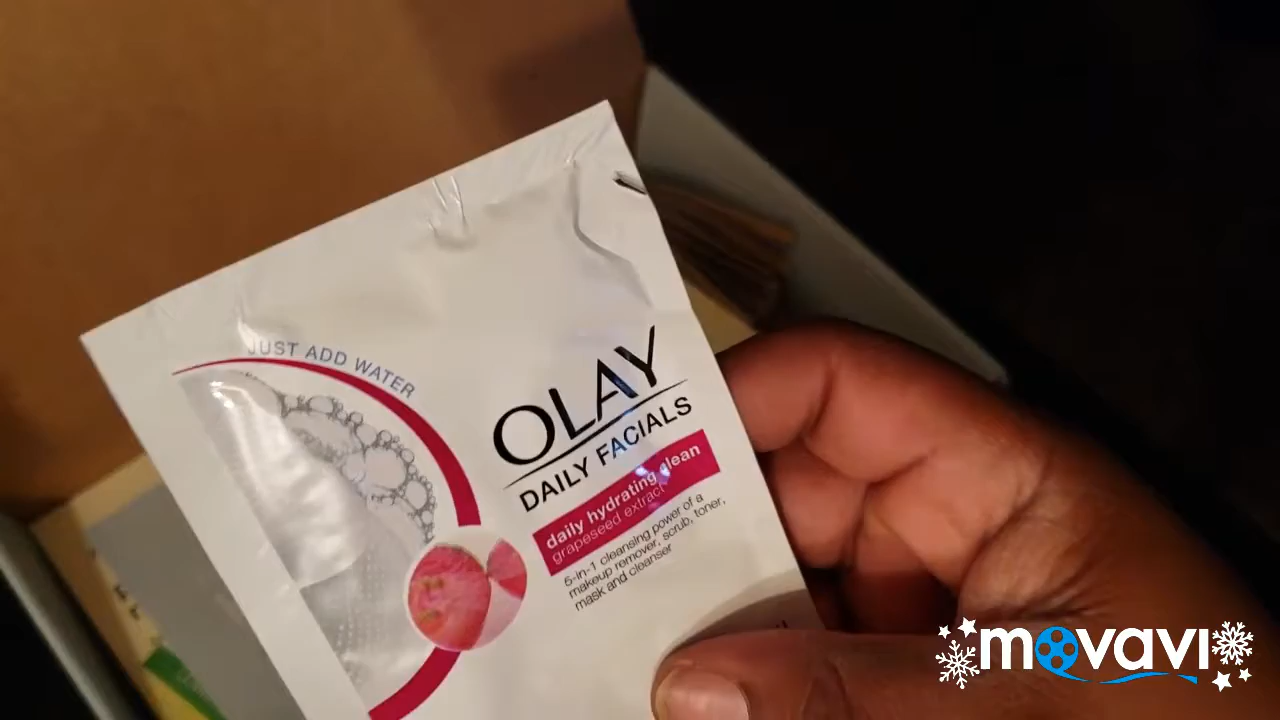 JUST ADD WATER
OLAY
DAILY FACIALS
daily hydrating clean
grapeseed extract
5-in-1 cleansing power of a
makeup remover, scrub, toner,
mask and cleanser
movavi